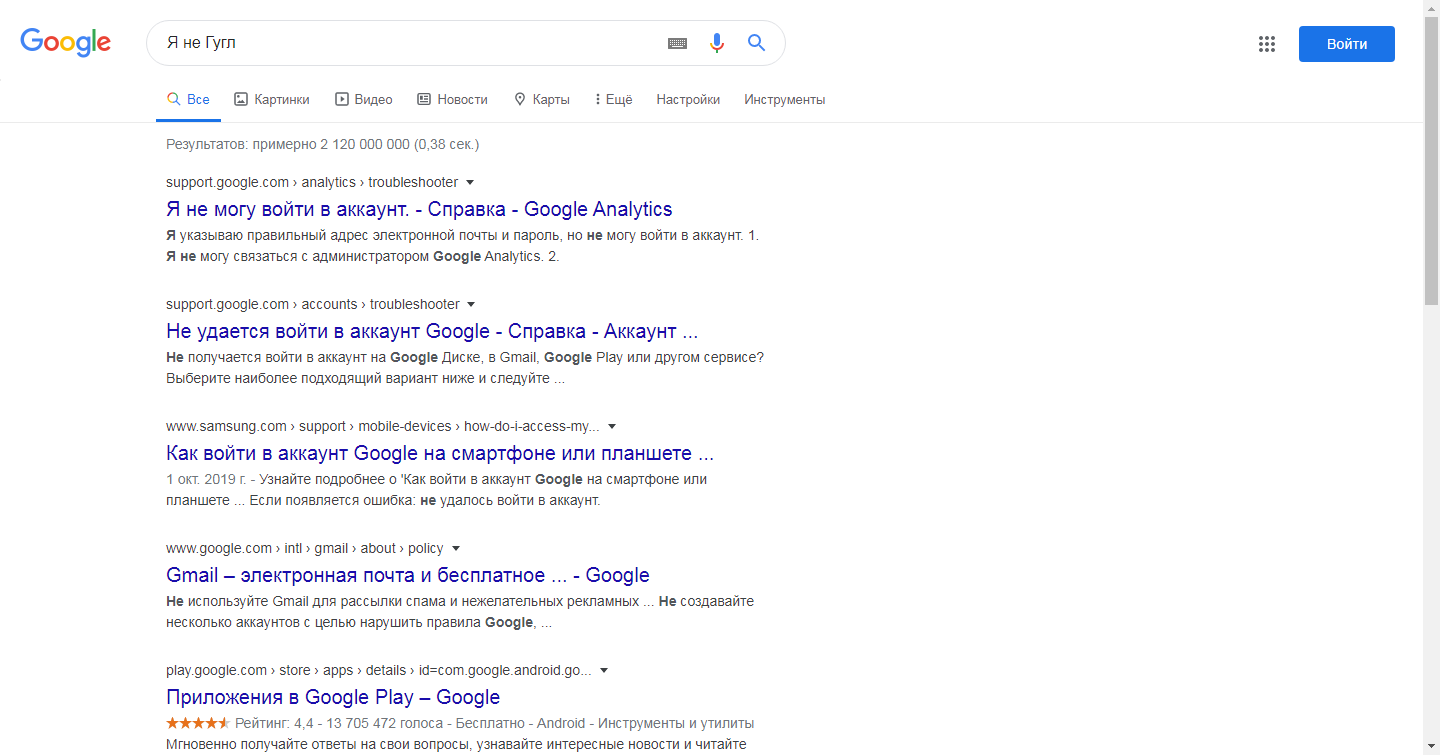 Google
Я не Гугл
Войти
Все Картинки Видео Новости Карты Ещё Настройки Инструменты
Результатов: примерно 2 120 000 000 (0,38 сек.)
support.google.com › analytics › troubleshooter
Я не могу войти в аккаунт. - Справка - Google Analytics
Я указываю правильный адрес электронной почты и пароль, но не могу войти в аккаунт. 1.
Я не могу связаться с администратором Google Analytics. 2.
support.google.com › accounts › troubleshooter
Не удается войти в аккаунт Google - Справка - Аккаунт ...
Не получается войти в аккаунт на Google Диске, в Gmail, Google Play или другом сервисе?
Выберите наиболее подходящий вариант ниже и следуйте ...
www.samsung.com › support › mobile-devices › how-do-i-access-my...
Как войти в аккаунт Google на смартфоне или планшете ...
1 окт. 2019 г. - Узнайте подробнее о 'Как войти в аккаунт Google на смартфоне или
планшете ... Если появляется ошибка: не удалось войти в аккаунт.
www.google.com › intl › gmail › about › policy
Gmail – электронная почта и бесплатное ... - Google
Не используйте Gmail для рассылки спама и нежелательных рекламных ... Не создавайте
несколько аккаунтов с целью нарушить правила Google, ...
play.google.com › store › apps › details › id=com.google.android.go...
Приложения в Google Play – Google
Рейтинг: 4,4 - 13 705 472 голоса - Бесплатно - Android - Инструменты и утилиты
Мгновенно получайте ответы на свои вопросы, узнавайте интересные новости и читайте